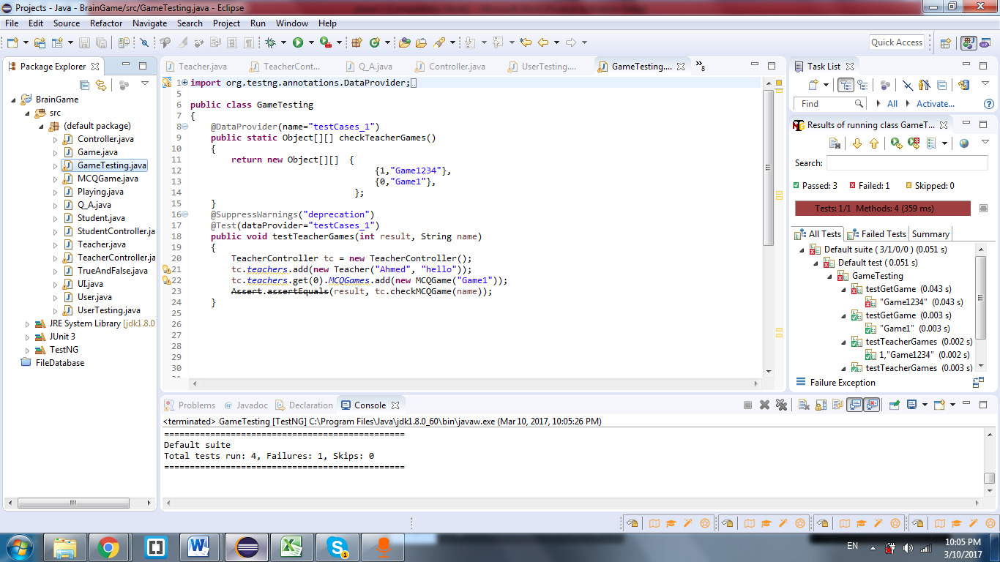 Projects - Java - BrainGame/src/GameTesting.java - Eclipse
File Edit Source Refactor Navigate Search Project Run Window Help
Quick Access
Package Explorer
BrainGame
src
(default package)
Controller.java
Game.java
GameTesting.java
MCQGame.java
Playing.java
Q_A.java
Student.java
StudentController.ja
Teacher.java
TeacherController.ja
TrueAndFalse.java
UI.java
User.java
UserTesting.java
JRE System Library [jdk1.8.0
JUnit 3
TestNG
FileDatabase
Teacher.java TeacherCont... Q_A.java Controller.java UserTesting.... GameTesting.... »8
1 import org.testng.annotations.DataProvider;
5
6 public class GameTesting
7 {
8 @DataProvider(name="testCases_1")
9 public static Object[][] checkTeacherGames()
10 {
11 return new Object[][] {
12 {1,"Game1234"},
13 {0,"Game1"},
14 };
15 }
16 @SuppressWarnings("deprecation")
17 @Test(dataProvider="testCases_1")
18 public void testTeacherGames(int result, String name)
19 {
20 TeacherController tc = new TeacherController();
21 tc.teachers.add(new Teacher("Ahmed", "hello"));
22 tc.teachers.get(0).MCQGames.add(new MCQGame("Game1"));
23 Assert.assertEquals(result, tc.checkMCQGame(name));
24 }
25
26
27
28
29
30
Task List
Find All Activate...
Results of running class GameT...
Search:
Passed: 3 Failed: 1 Skipped: 0
Tests: 1/1 Methods: 4 (359 ms)
All Tests Failed Tests Summary
Default suite ( 3/1/0/0 ) (0.051 s)
Default test ( 0.051 s)
GameTesting
testGetGame (0.043 s)
"Game1234" (0.043 s)
testGetGame (0.003 s)
"Game1" (0.003 s)
testTeacherGames (0.002 s)
1,"Game1234" (0.002 s)
testTeacherGames (0.003 s)
Failure Exception
Problems @ Javadoc Declaration Console
<terminated> GameTesting [TestNG] C:\Program Files\Java\jdk1.8.0_60\bin\javaw.exe (Mar 10, 2017, 10:05:26 PM)
===============================================
Default suite
Total tests run: 4, Failures: 1, Skips: 0
===============================================
EN
10:05 PM
3/10/2017